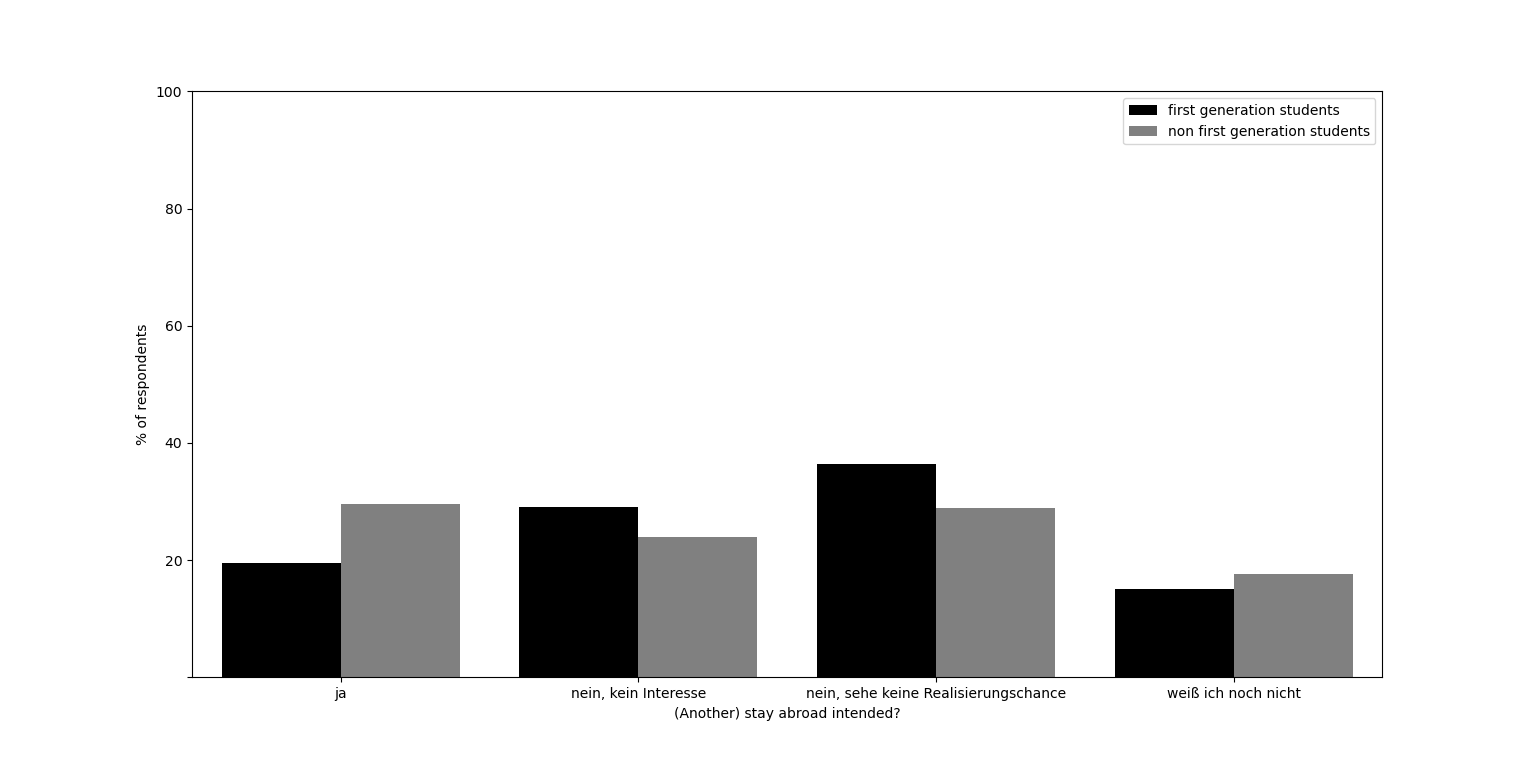 100
80
60
40
20
% of respondents
first generation students
non first generation students
ja
nein, kein Interesse
nein, sehe keine Realisierungschance
weiß ich noch nicht
(Another) stay abroad intended?